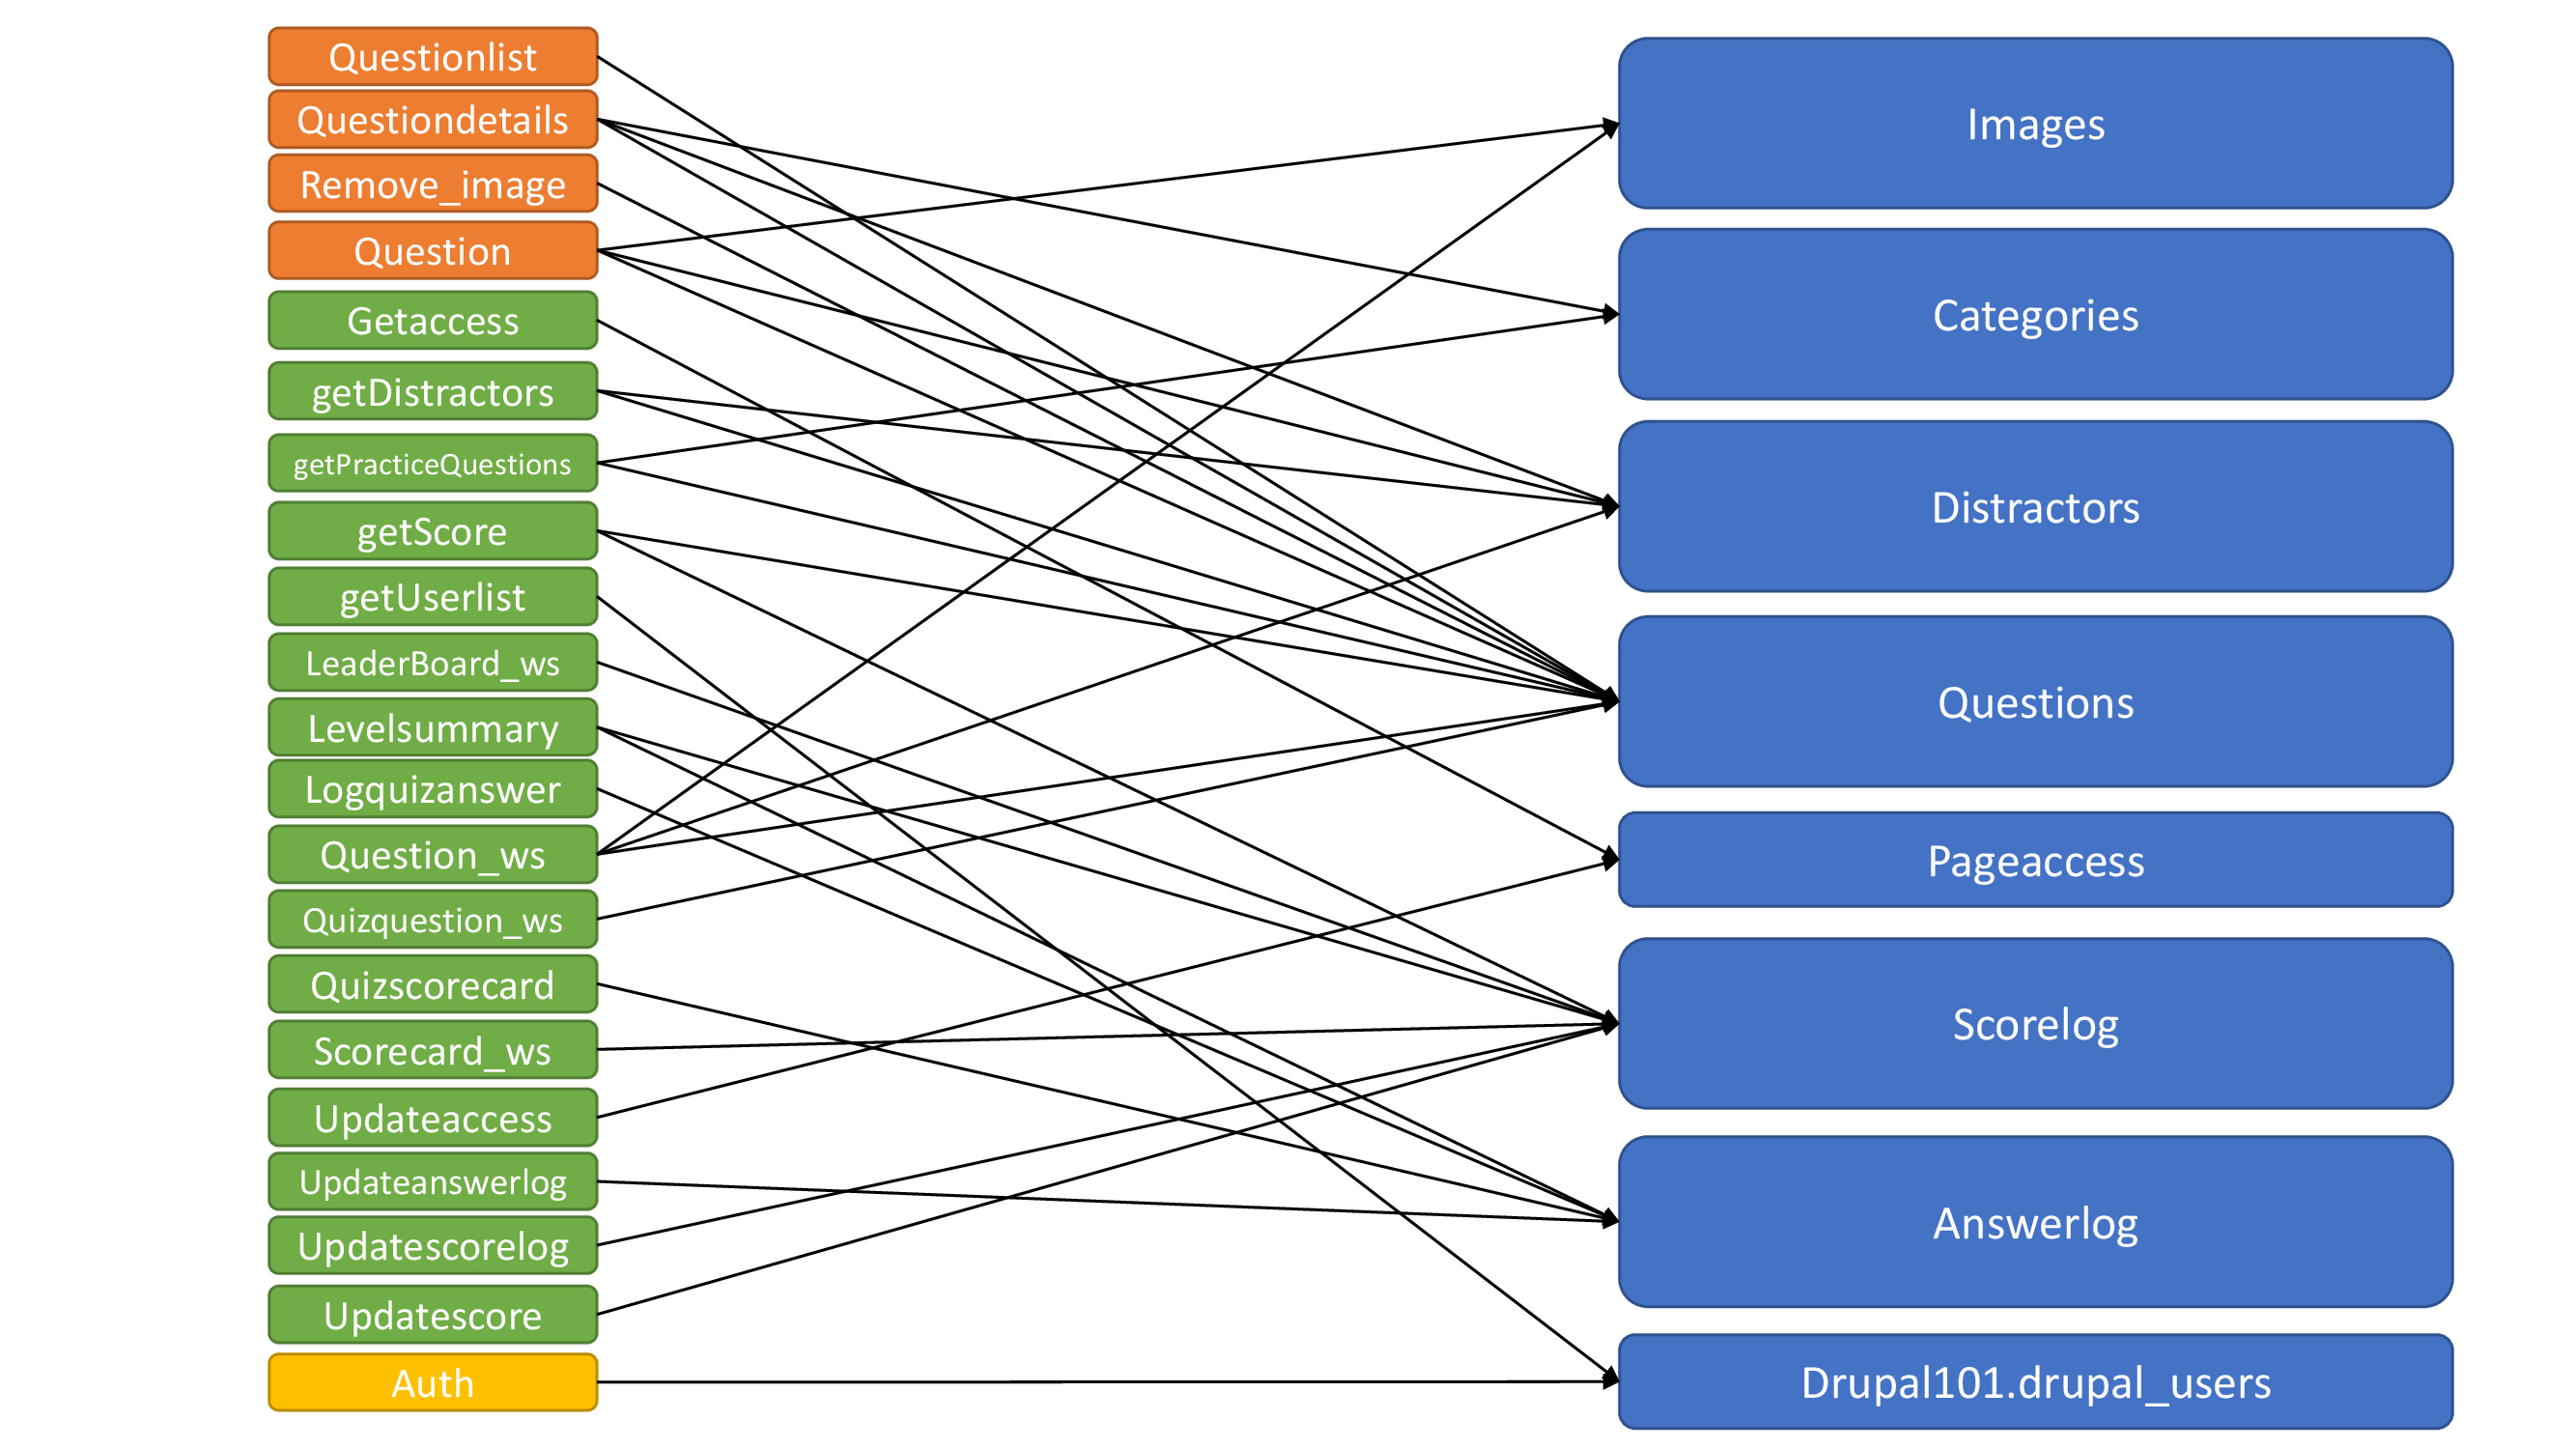 Questionlist
Questiondetails
Remove_image
Question
Getaccess
getDistractors
getPracticeQuestions
getScore
getUserlist
LeaderBoard_ws
Levelsummary
Logquizanswer
Question_ws
Quizquestion_ws
Quizscorecard
Scorecard_ws
Updateaccess
Updateanswerlog
Updatescorelog
Updatescore
Auth
Images
Categories
Distractors
Questions
Pageaccess
Scorelog
Answerlog
Drupal101.drupal_users